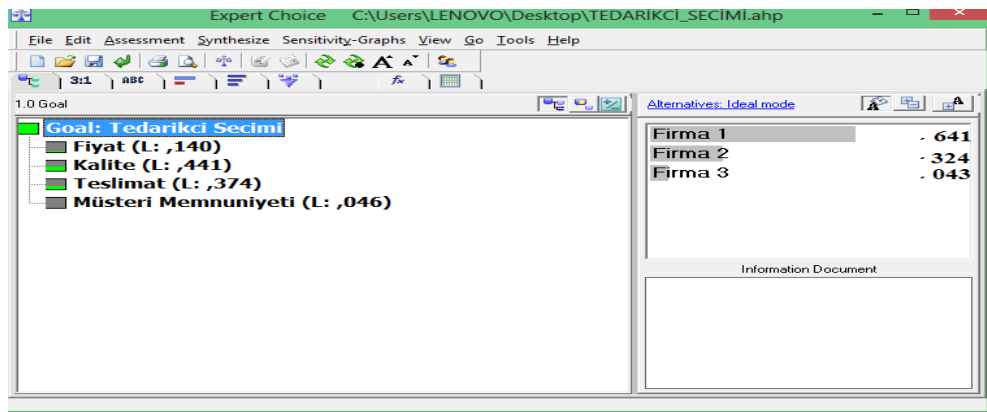 Expert Choice C:\Users\LENOVO\Desktop\TEDARİKCİ_SECİMİ.ahp
File Edit Assessment Synthesize Sensitivity-Graphs View Go Tools Help
3:1 ABC fx
1.0 Goal
Goal: Tedarikci Secimi
Fiyat (L: ,140)
Kalite (L: ,441)
Teslimat (L: ,374)
Müsteri Memnuniyeti (L: ,046)
Alternatives: Ideal mode
Firma 1 . 641
Firma 2 . 324
Firma 3 . 043
Information Document